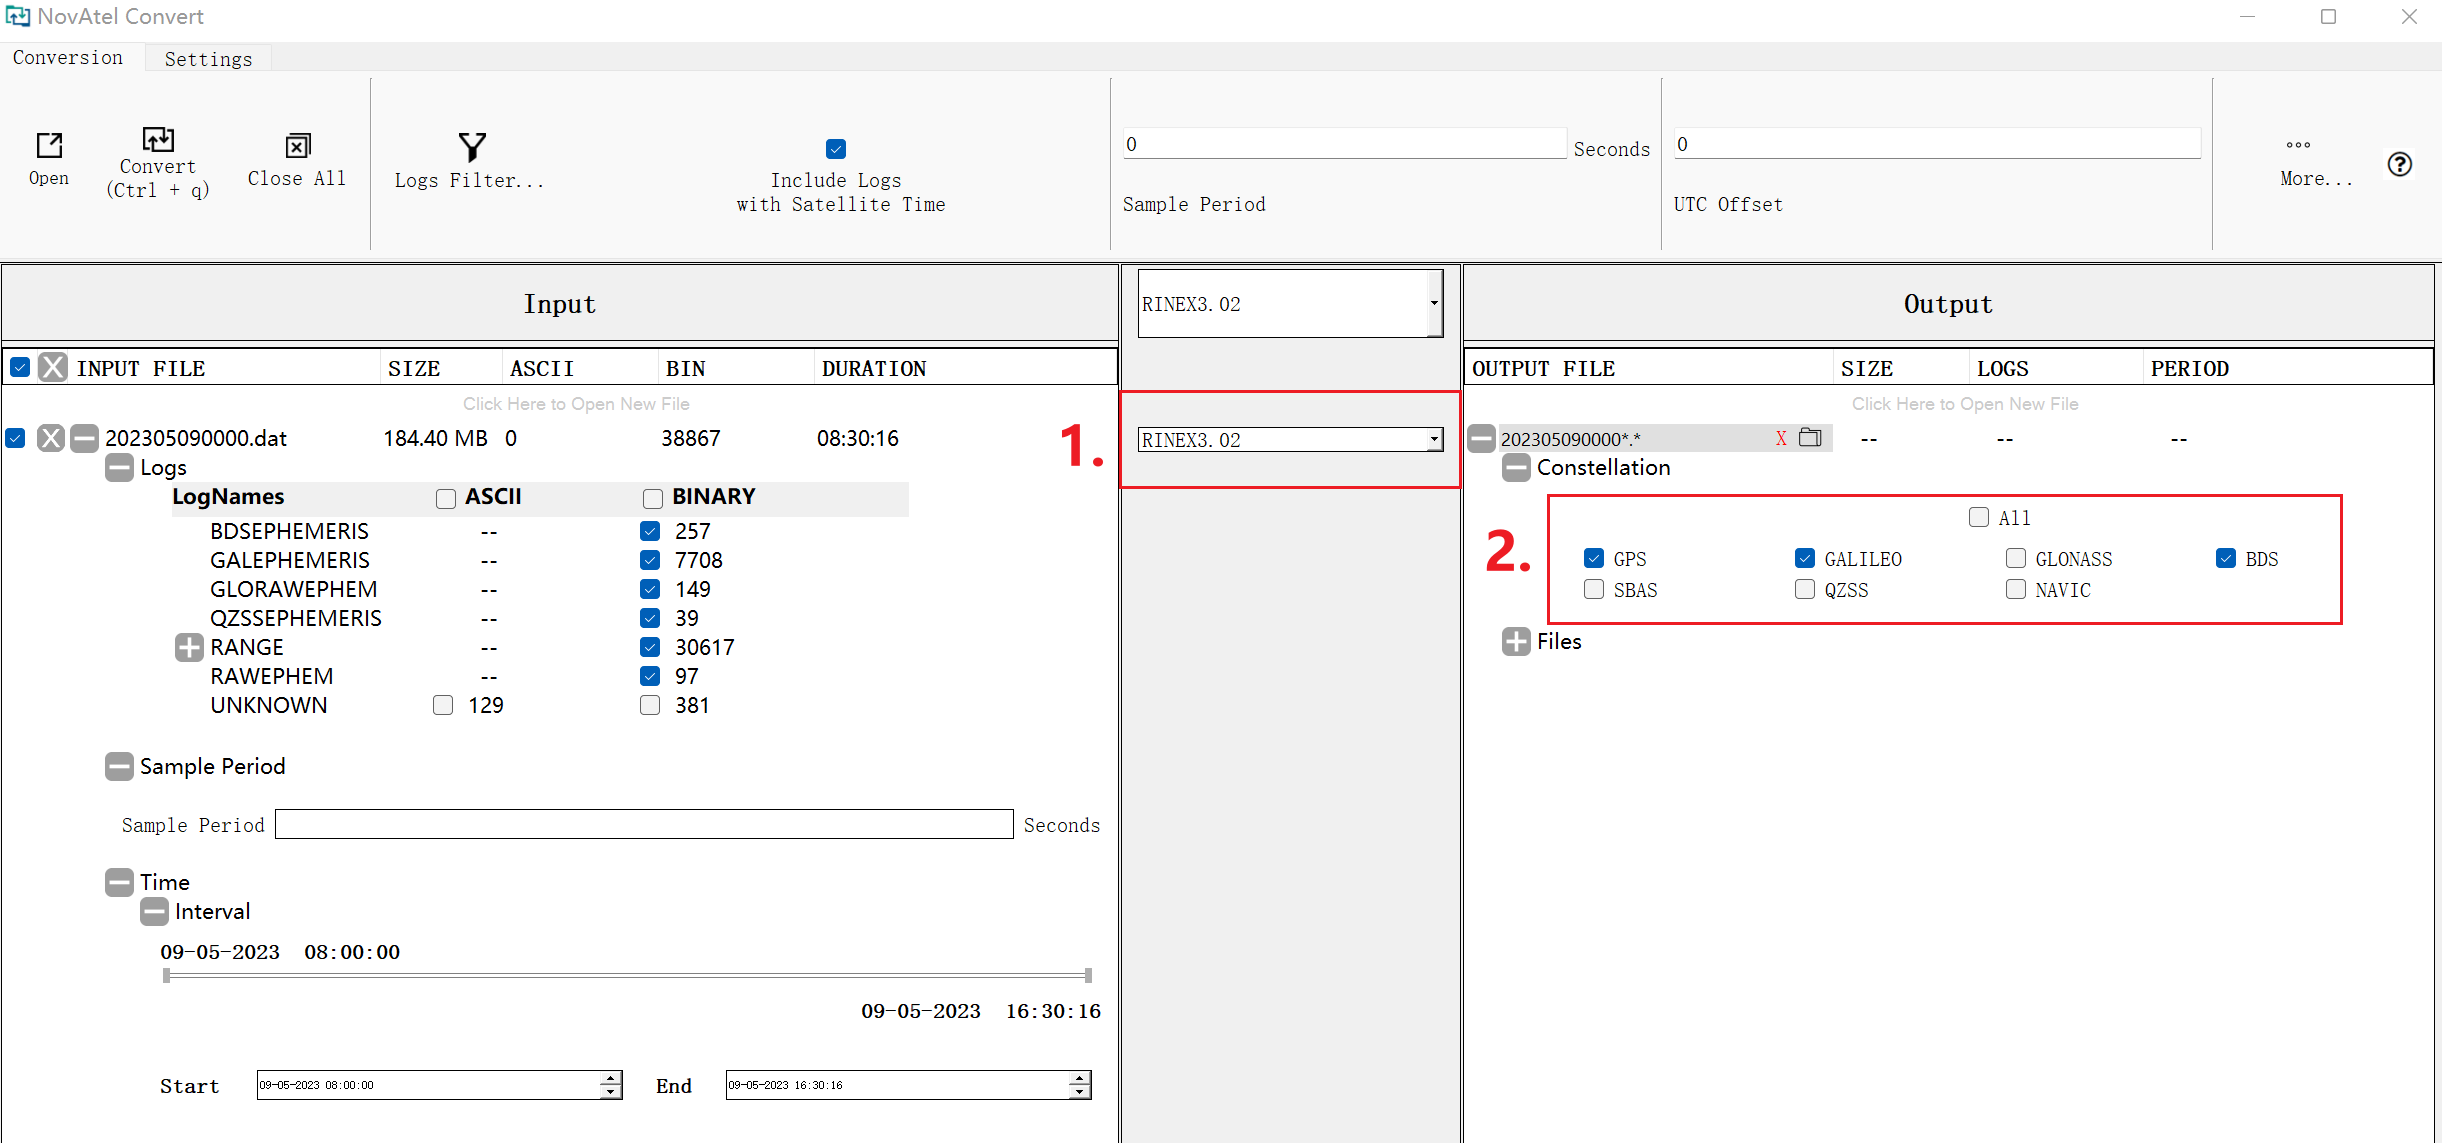 NovAtel Convert
Conversion Settings
Open
Convert
(Ctrl + q)
Close All
Logs Filter...
Include Logs
with Satellite Time
0 Seconds
Sample Period
0
UTC Offset
More...
Input
RINEX3.02
Output
INPUT FILE SIZE ASCII BIN DURATION
OUTPUT FILE SIZE LOGS PERIOD
Click Here to Open New File
Click Here to Open New File
202305090000.dat 184.40 MB 0 38867 08:30:16
1.
RINEX3.02
202305090000*.* X -- -- --
Logs
Constellation
LogNames ASCII BINARY
BDSEPHEMERIS -- 257
GALEPHEMERIS -- 7708
GLORAWEPHEM -- 149
QZSSEPHEMERIS -- 39
RANGE -- 30617
RAWEPHEM -- 97
UNKNOWN 129 381
2.
All
GPS GALILEO GLONASS BDS
SBAS QZSS NAVIC
Files
Sample Period
Sample Period Seconds
Time
Interval
09-05-2023 08:00:00
09-05-2023 16:30:16
Start 09-05-2023 08:00:00 End 09-05-2023 16:30:16